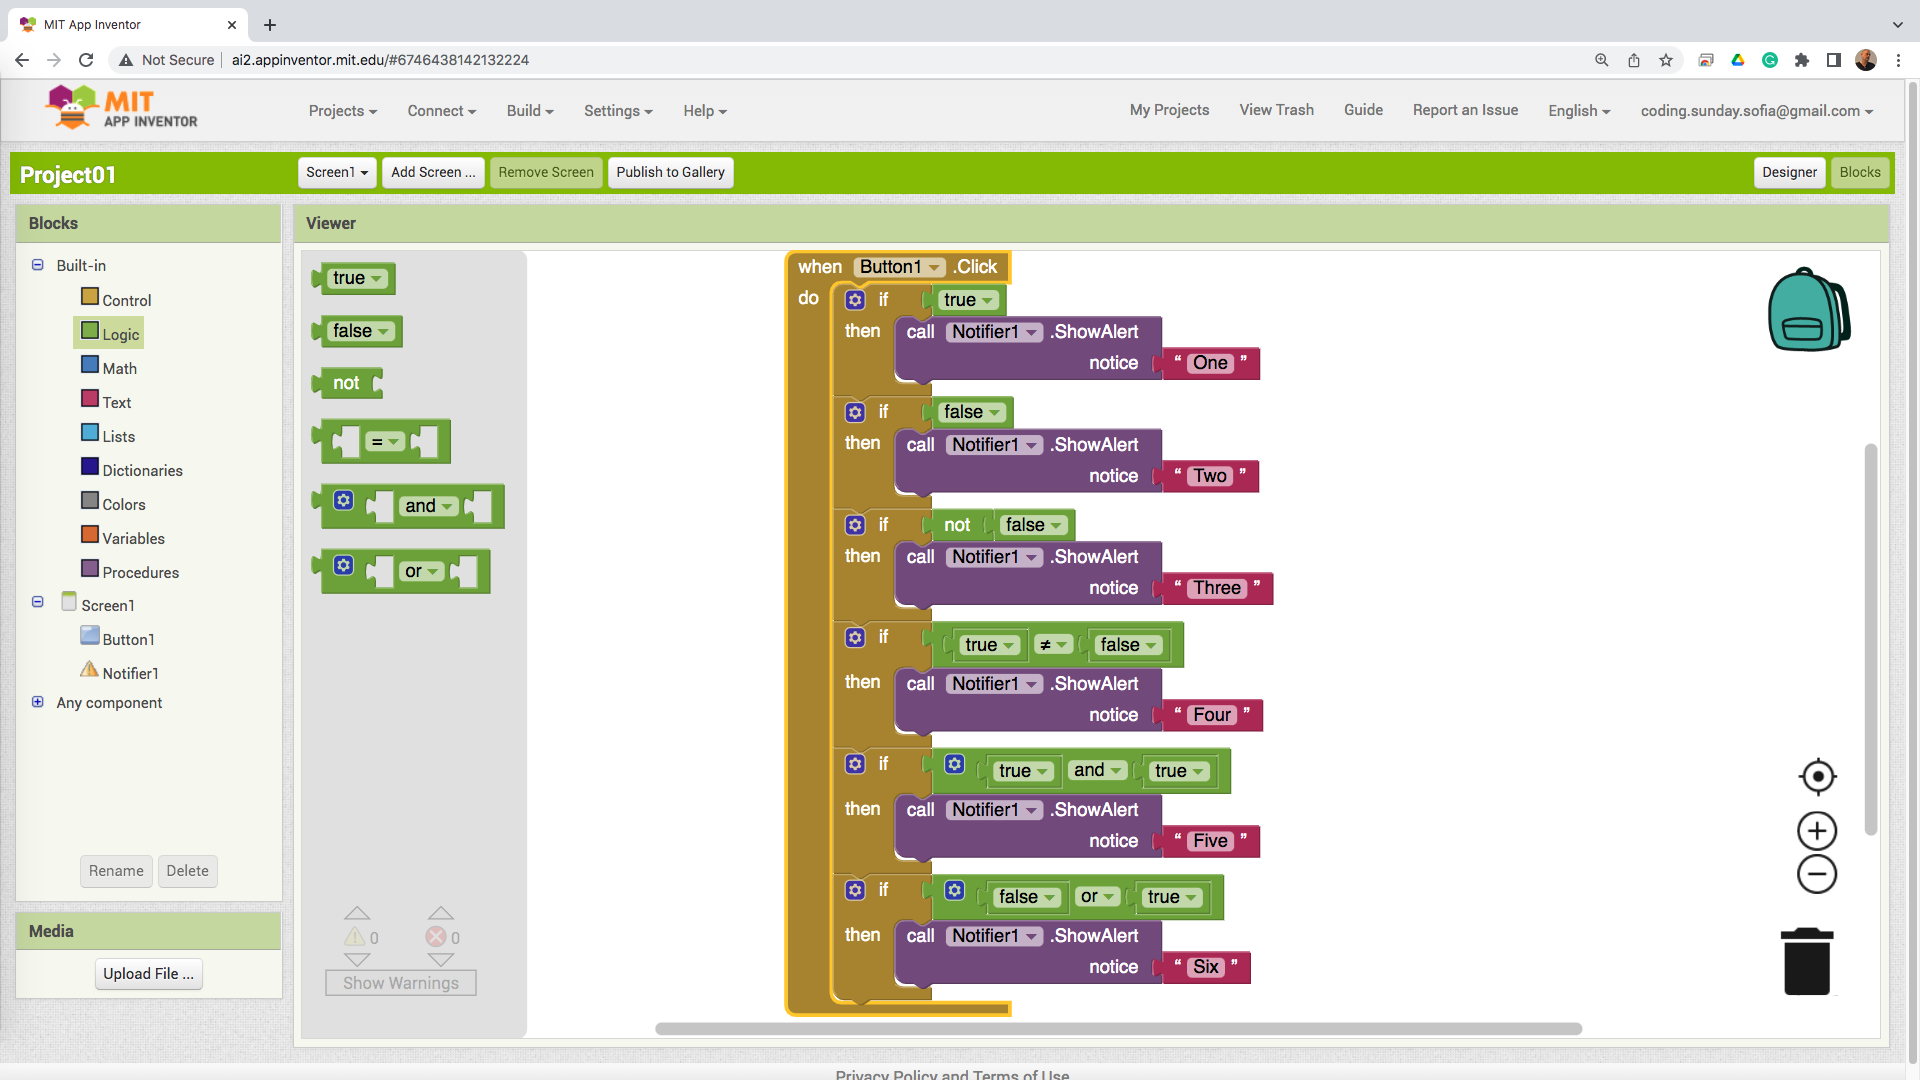 MIT App Inventor
Not Secure
ai2.appinventor.mit.edu/#6746438142132224
MIT
APP INVENTOR
Projects
Connect
Build
Settings
Help
My Projects
View Trash
Guide
Report an Issue
English
coding.sunday.sofia@gmail.com
Project01
Screen1
Add Screen ...
Remove Screen
Publish to Gallery
Designer
Blocks
Blocks
Viewer
Built-in
Control
Logic
Math
Text
Lists
Dictionaries
Colors
Variables
Procedures
Screen1
Button1
Notifier1
Any component
Rename
Delete
Media
Upload File ...
true
false
not
=
and
or
0
0
Show Warnings
when Button1 .Click
do if true
then call Notifier1 .ShowAlert
notice “ One ”
if false
then call Notifier1 .ShowAlert
notice “ Two ”
if not false
then call Notifier1 .ShowAlert
notice “ Three ”
if true ≠ false
then call Notifier1 .ShowAlert
notice “ Four ”
if true and true
then call Notifier1 .ShowAlert
notice “ Five ”
if false or true
then call Notifier1 .ShowAlert
notice “ Six ”
Privacy Policy and Terms of Use